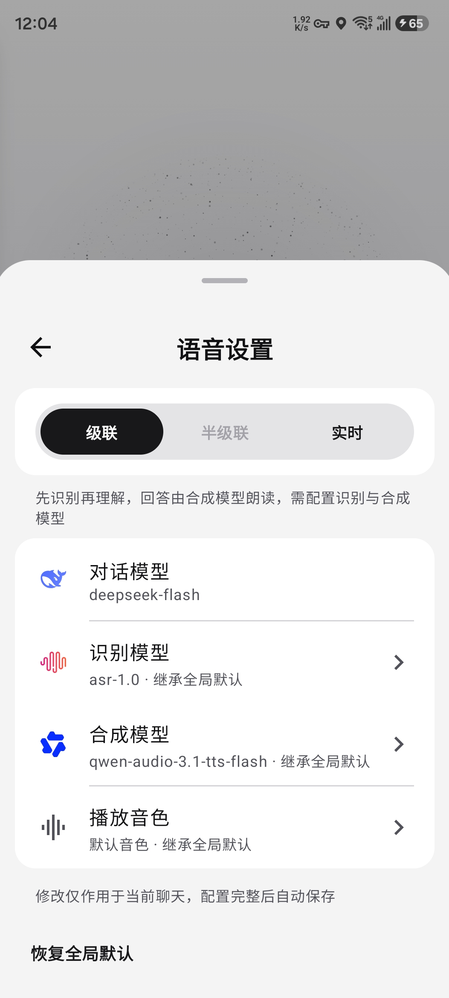 12:04
1.92
K/s
5
4G
65
语音设置
级联
半级联
实时
先识别再理解，回答由合成模型朗读，需配置识别与合成
模型
对话模型
deepseek-flash
识别模型
asr-1.0 · 继承全局默认
合成模型
qwen-audio-3.1-tts-flash · 继承全局默认
播放音色
默认音色 · 继承全局默认
修改仅作用于当前聊天，配置完整后自动保存
恢复全局默认